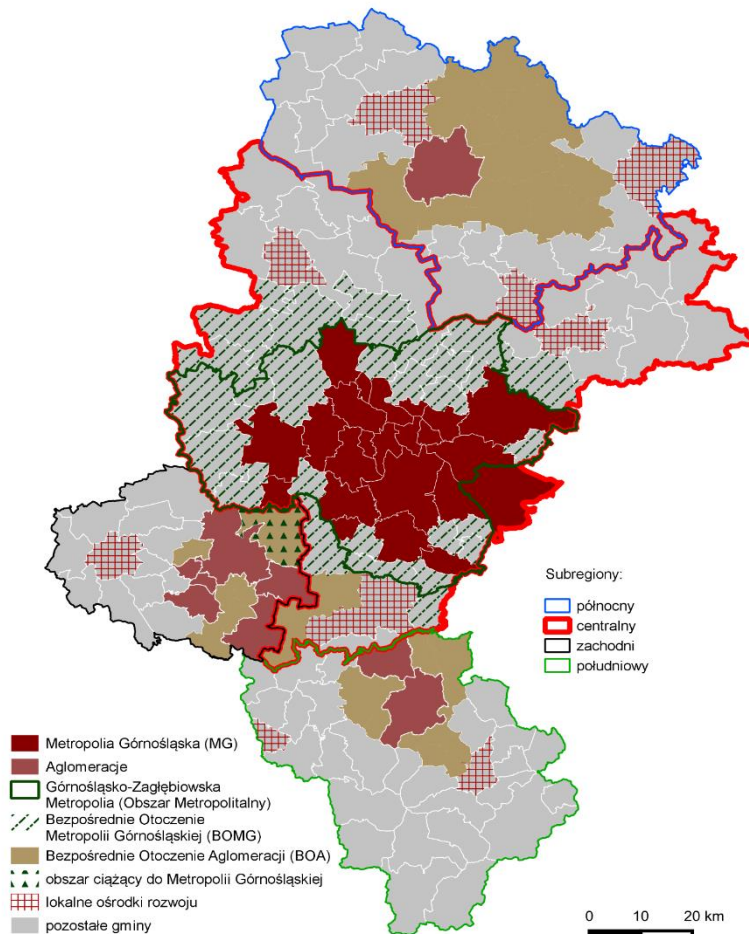 Subregiony:
północny
centralny
zachodni
południowy
Metropolia Górnośląska (MG)
Aglomeracje
Górnośląsko-Zagłębiowska
Metropolia (Obszar Metropolitalny)
Bezpośrednie Otoczenie
Metropolii Górnośląskiej (BOMG)
Bezpośrednie Otoczenie Aglomeracji (BOA)
obszar ciążący do Metropolii Górnośląskiej
lokalne ośrodki rozwoju
pozostałe gminy
0 10 20 km